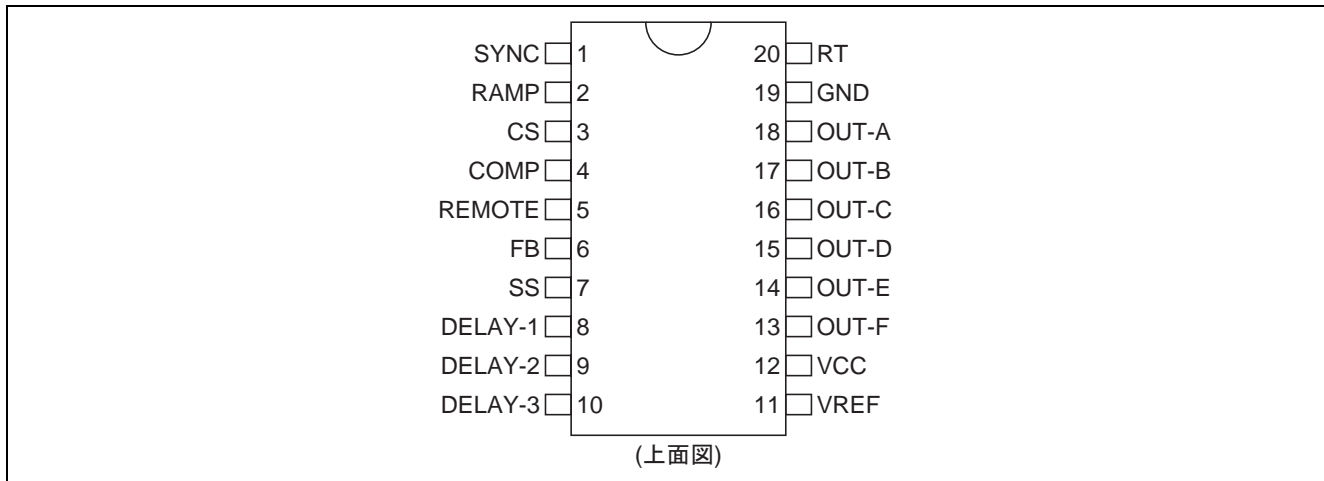 SYNC 1 20 RT
RAMP 2 19 GND
CS 3 18 OUT-A
COMP 4 17 OUT-B
REMOTE 5 16 OUT-C
FB 6 15 OUT-D
SS 7 14 OUT-E
DELAY-1 8 13 OUT-F
DELAY-2 9 12 VCC
DELAY-3 10 11 VREF
(上面図)